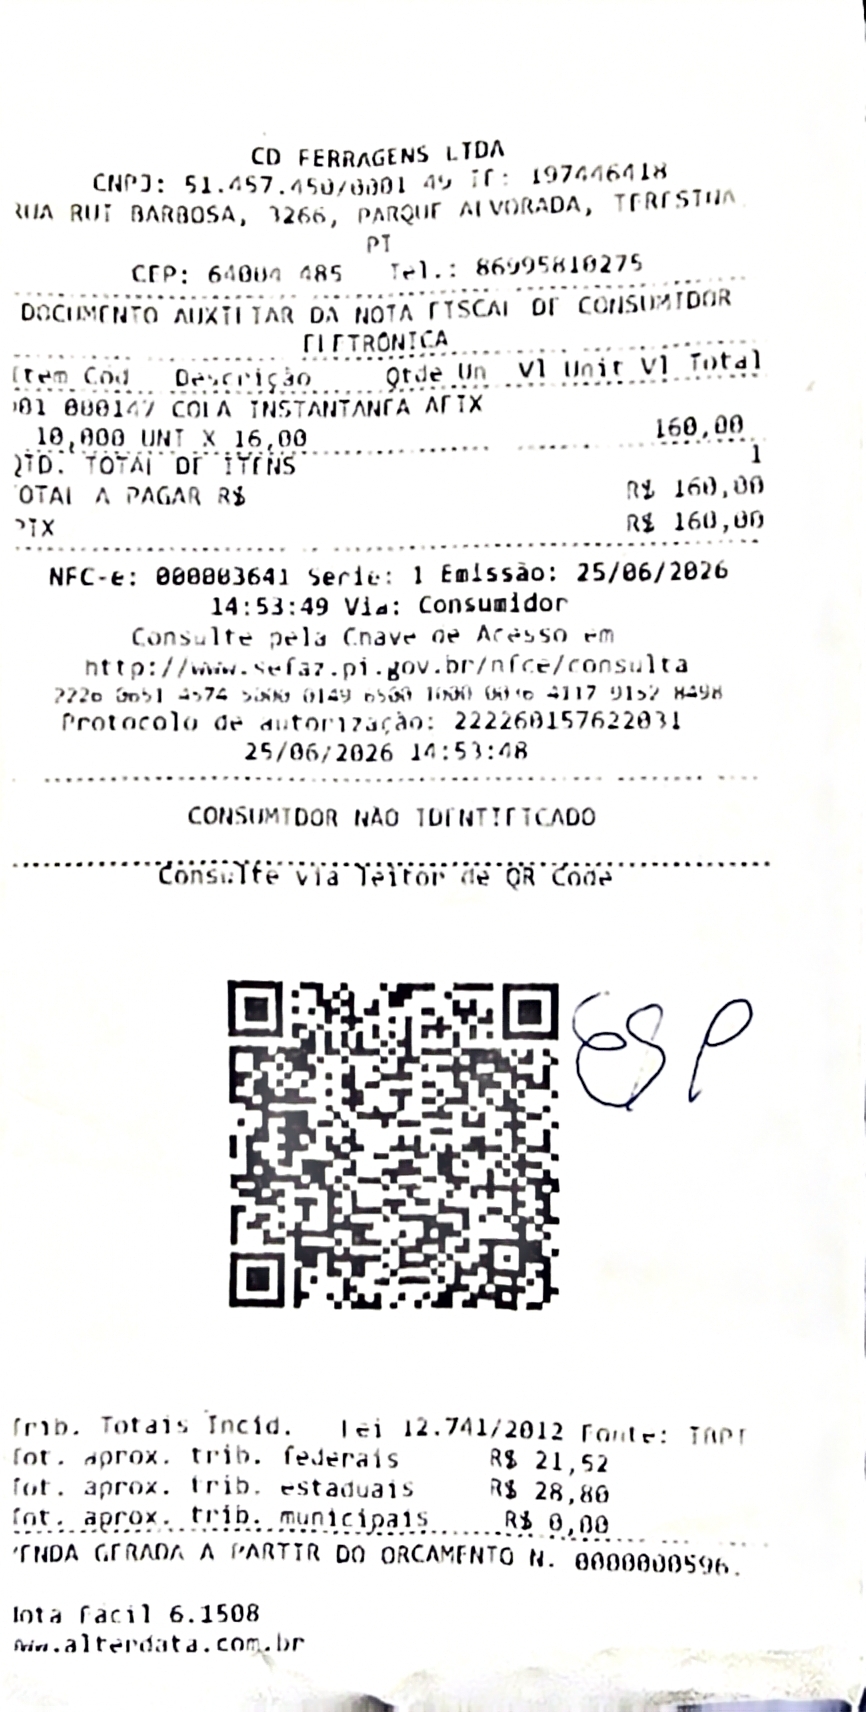 CD FERRAGENS LTDA
CNPJ: 51.457.450/0001 49 IE: 197446418
RUA RUI BARBOSA, 3266, PARQUE ALVORADA, TERESINA
PI
CEP: 64004 485 Tel.: 86995810275
DOCUMENTO AUXILIAR DA NOTA FISCAL DE CONSUMIDOR
ELETRÔNICA
Item Cod Descrição Qtde Un Vl Unit Vl Total
001 000147 COLA INSTANTANEA AFIX
10,000 UNI X 16,00 160,00
QTD. TOTAL DE ITENS 1
TOTAL A PAGAR R$ R$ 160,00
PIX R$ 160,00
NFC-e: 000003641 Serie: 1 Emissão: 25/06/2026
14:53:49 Via: Consumidor
Consulte pela Chave de Acesso em
http://www.sefaz.pi.gov.br/nfce/consulta
4117 9152 8498
Protocolo de autorização: 222260157622031
25/06/2026 14:53:48
CONSUMIDOR NÃO IDENTIFICADO
Consulte via leitor de QR Code
ESP
Trib. Totais Incid. Lei 12.741/2012 Fonte: IBPT
Tot. aprox. trib. federais R$ 21,52
Tot. aprox. trib. estaduais R$ 28,80
Tot. aprox. trib. municipais R$ 0,00
VENDA GERADA A PARTIR DO ORCAMENTO N. 0000000596.
Nota Facil 6.1508
www.alterdata.com.br